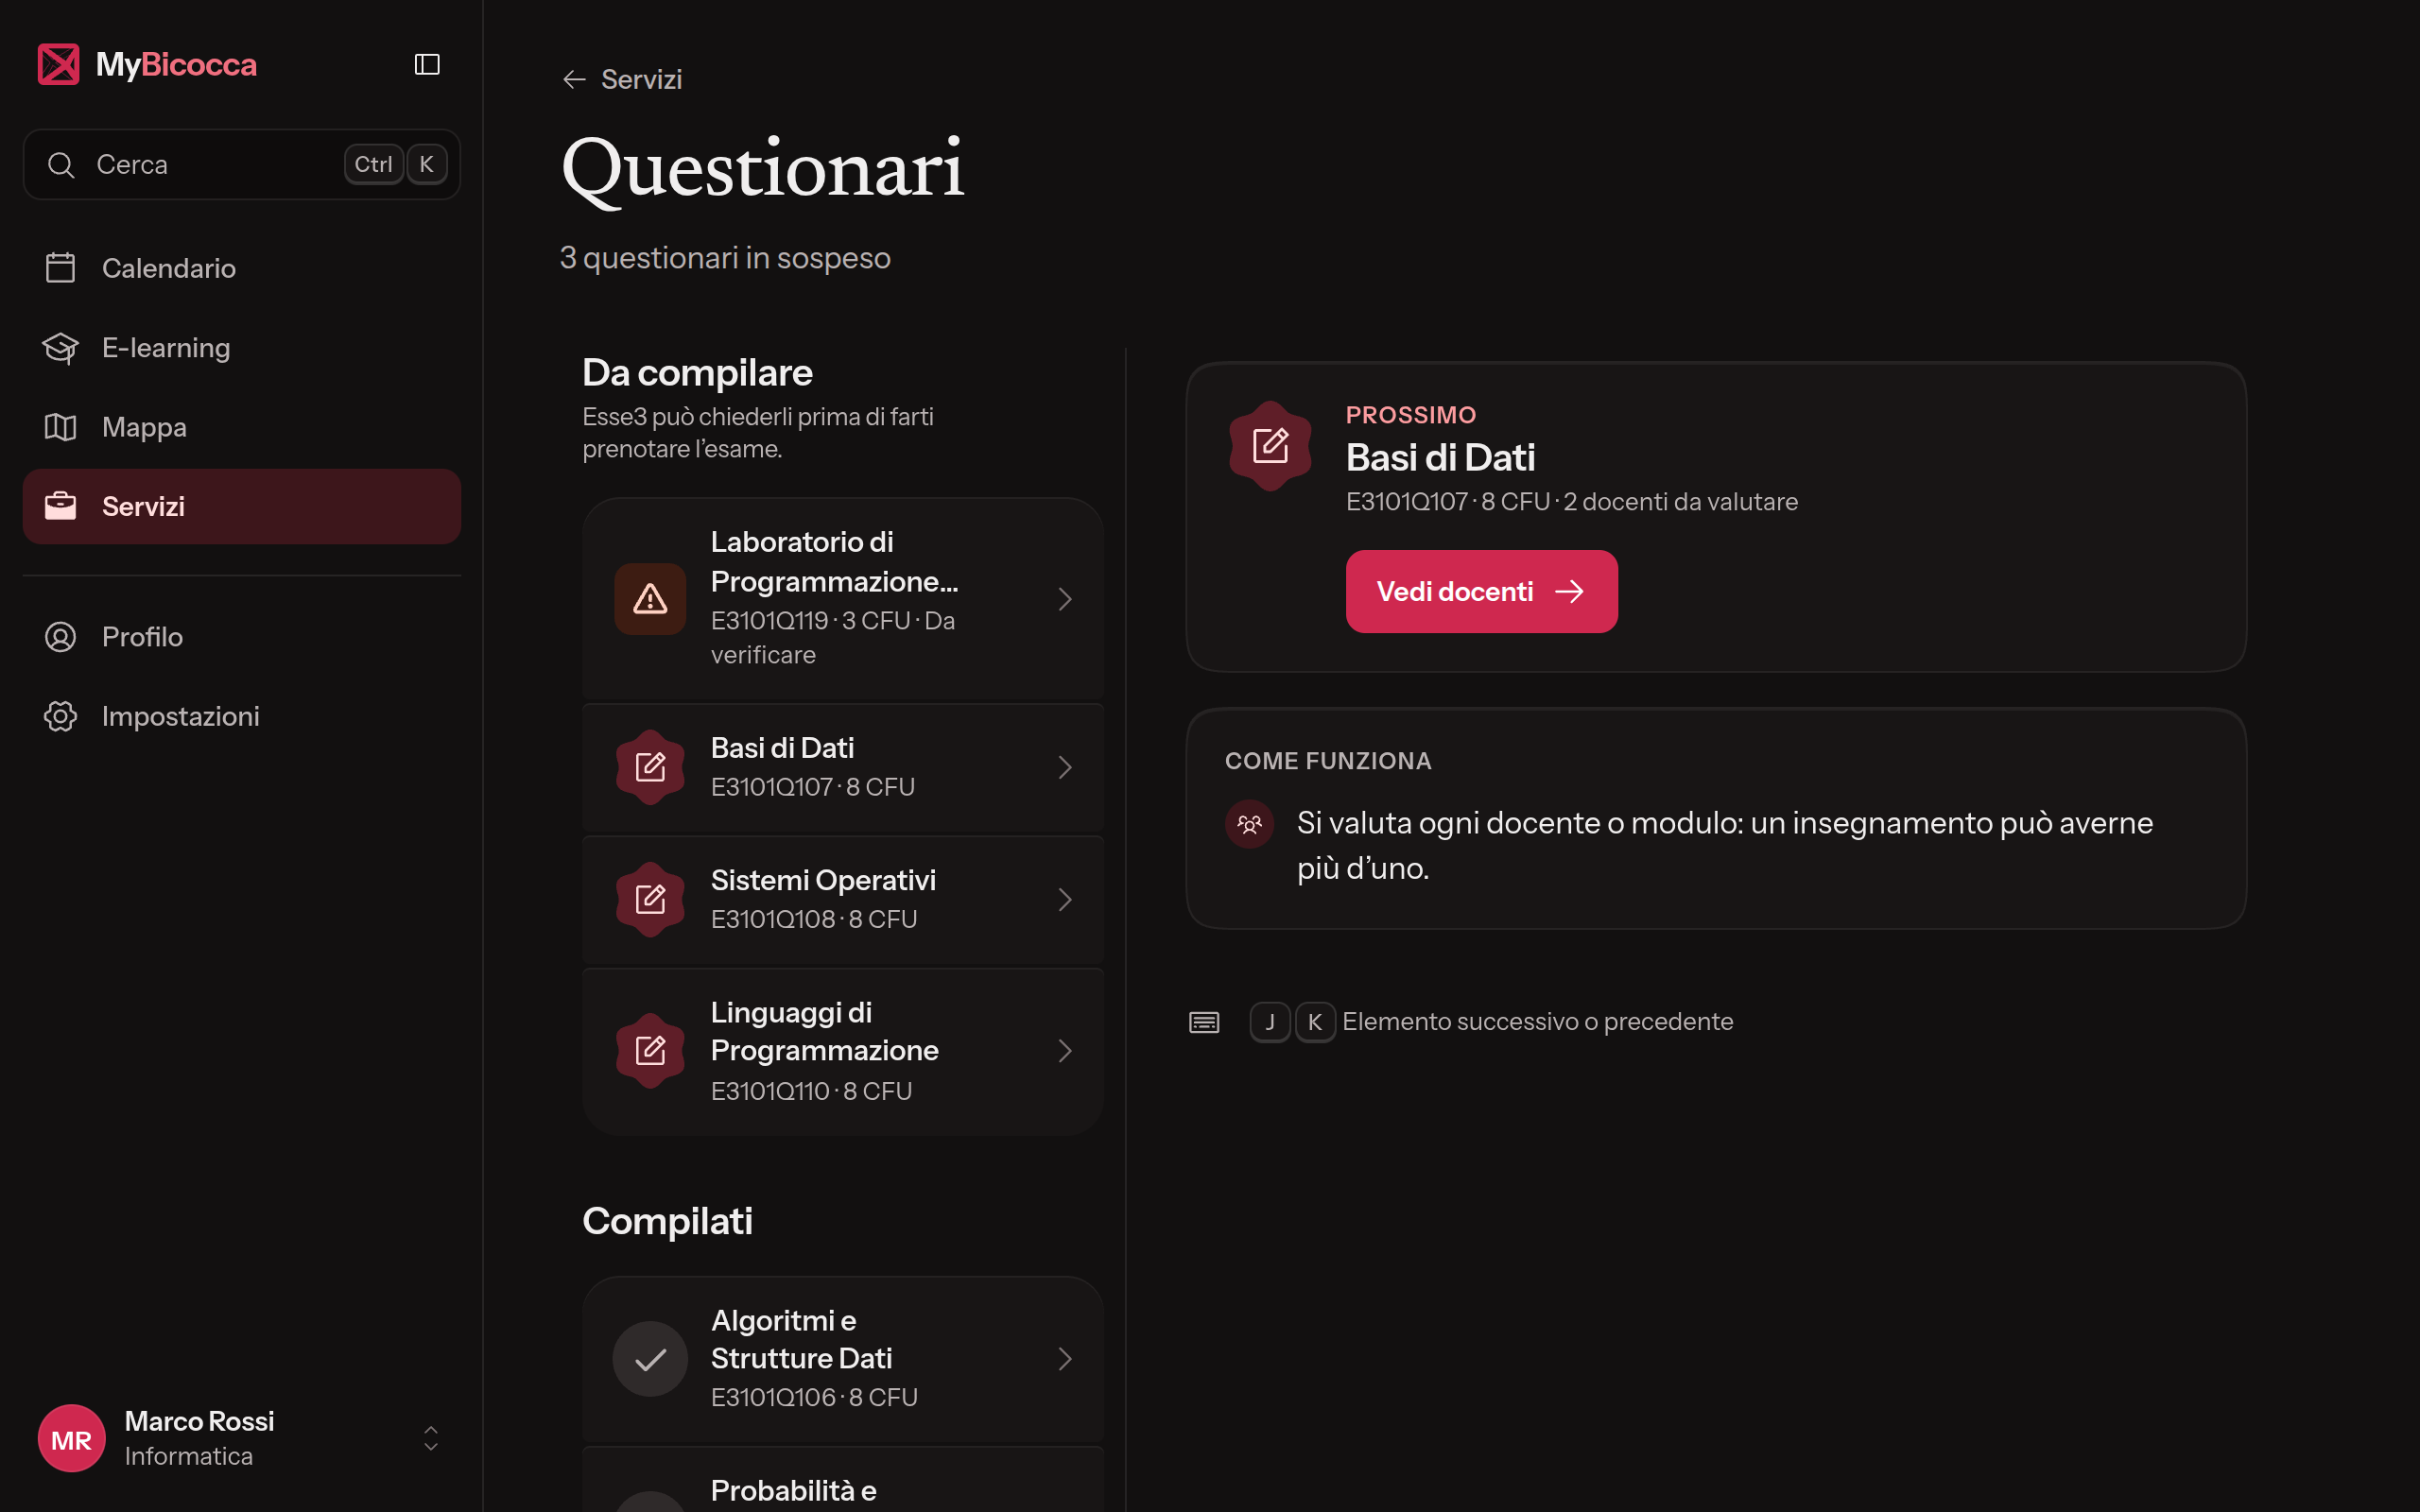 MyBicocca
Cerca
Ctrl K
Calendario
E-learning
Mappa
Servizi
Profilo
Impostazioni
MR
Marco Rossi
Informatica
Servizi
Questionari
3 questionari in sospeso
Da compilare
Esse3 può chiederli prima di farti
prenotare l’esame.
Laboratorio di
Programmazione...
E3101Q119 · 3 CFU · Da
verificare
Basi di Dati
E3101Q107 · 8 CFU
Sistemi Operativi
E3101Q108 · 8 CFU
Linguaggi di
Programmazione
E3101Q110 · 8 CFU
Compilati
Algoritmi e
Strutture Dati
E3101Q106 · 8 CFU
Probabilità e
PROSSIMO
Basi di Dati
E3101Q107 · 8 CFU · 2 docenti da valutare
Vedi docenti
COME FUNZIONA
Si valuta ogni docente o modulo: un insegnamento può averne
più d’uno.
J K Elemento successivo o precedente